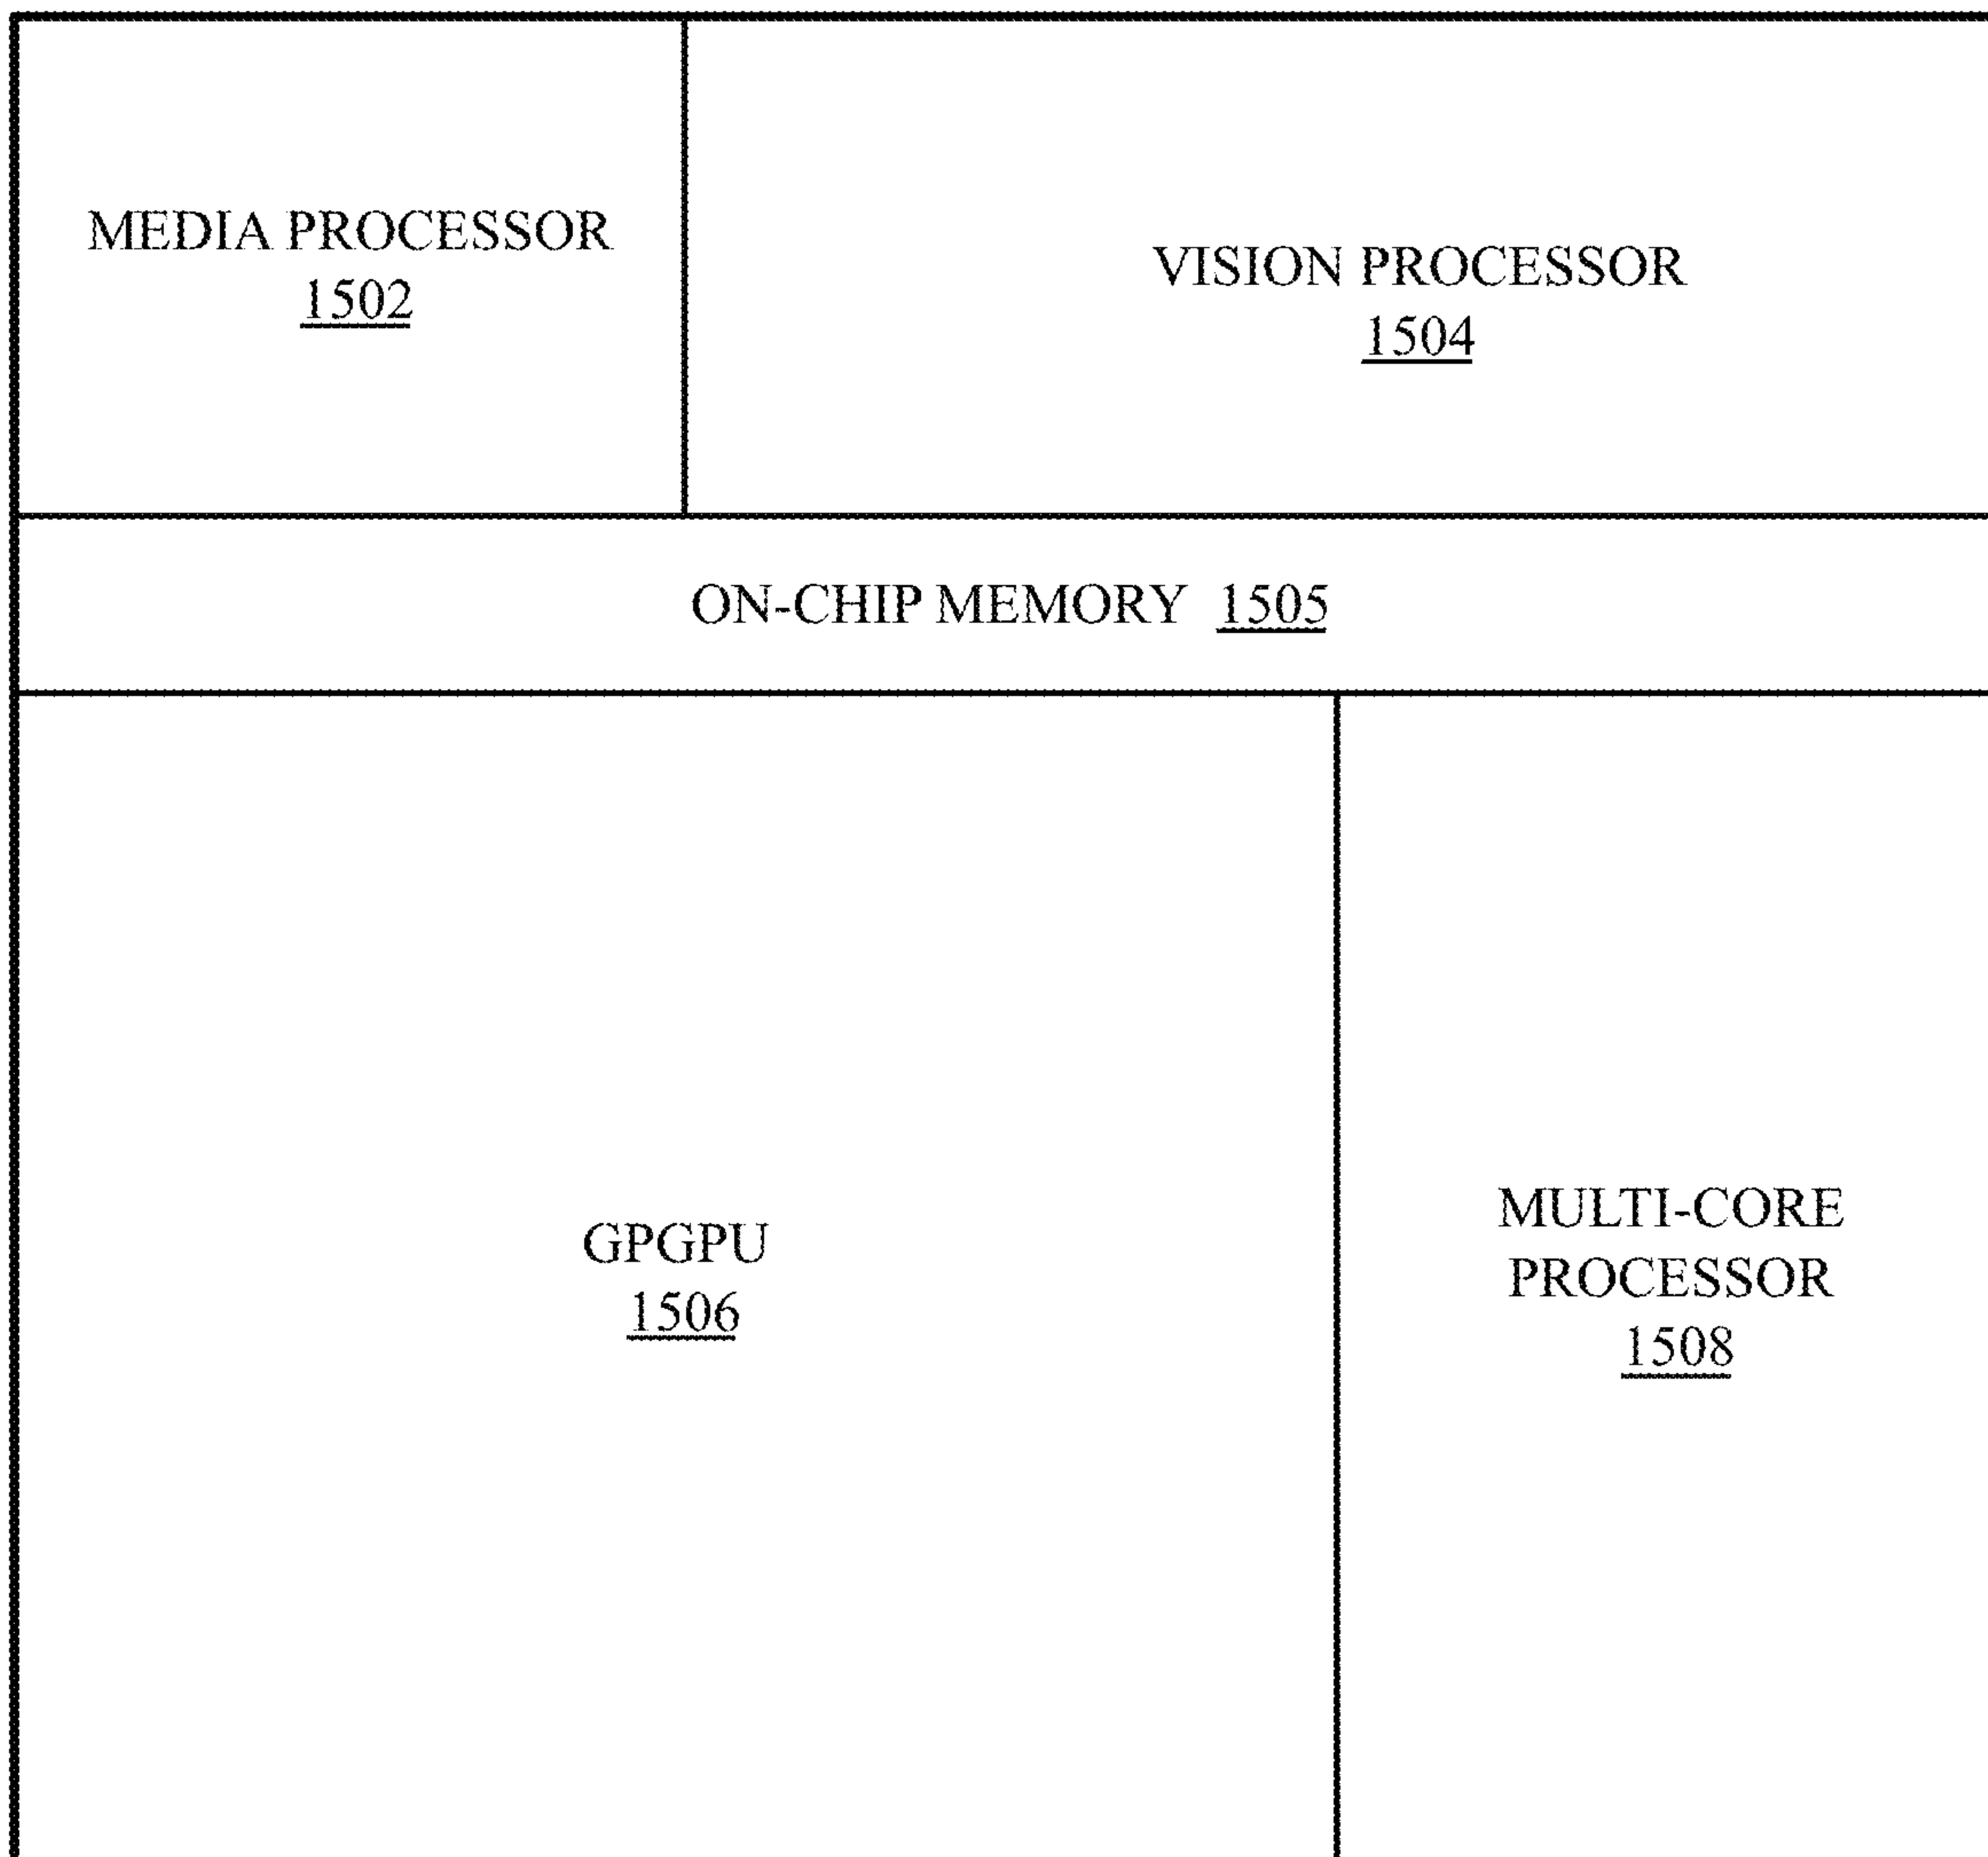 MEDIA PROCESSOR
1502
VISION PROCESSOR
1504
ON-CHIP MEMORY 1505
GPGPU
1506
MULTI-CORE
PROCESSOR
1508